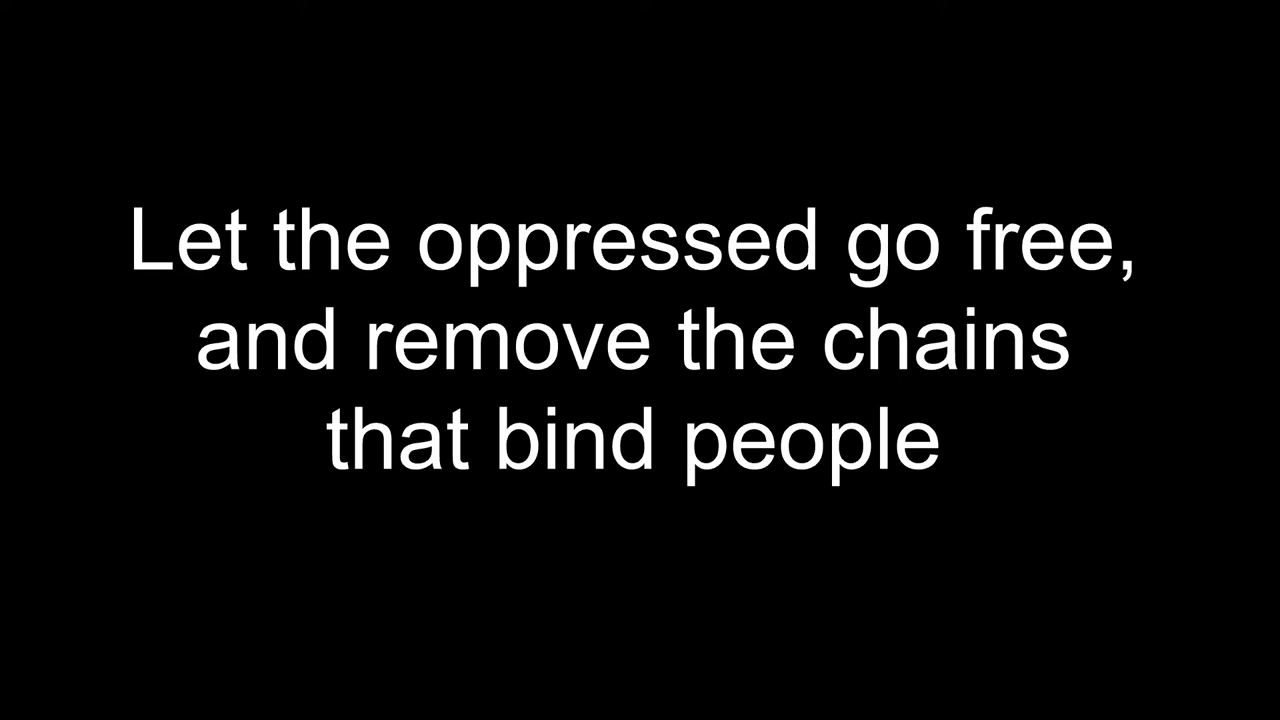 Let the oppressed go free,
and remove the chains
that bind people